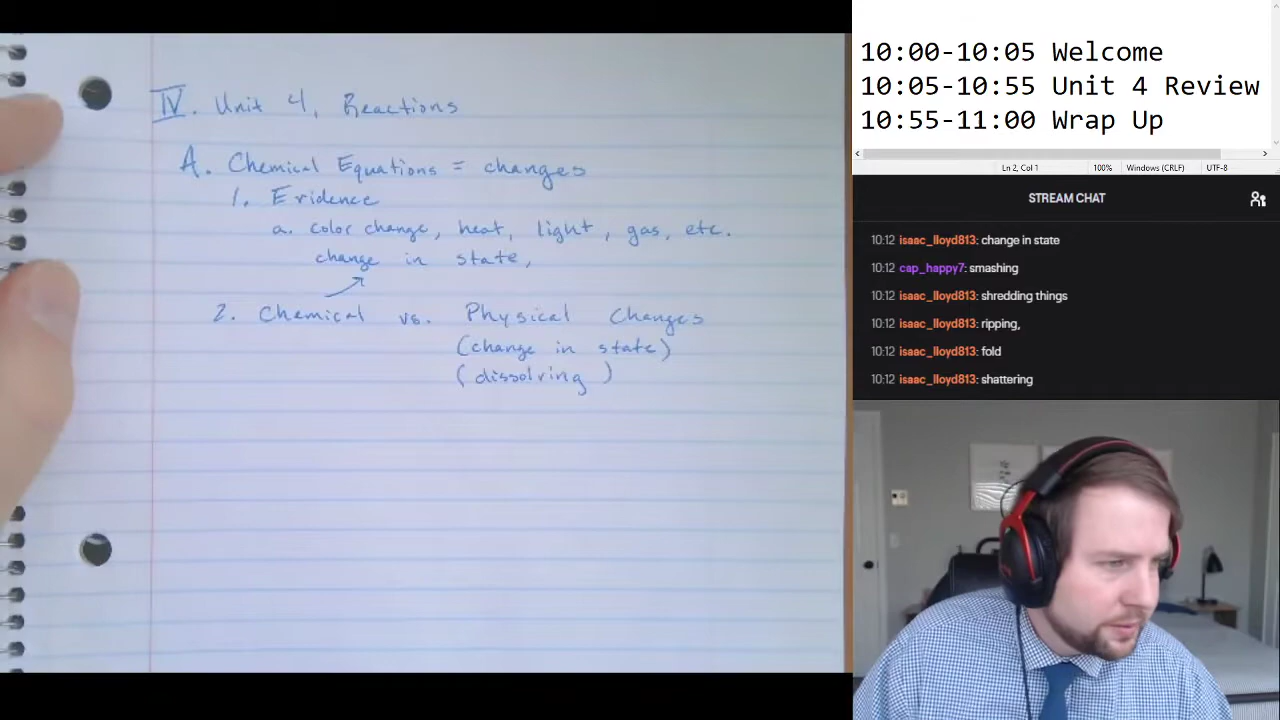 IV. Unit 4, Reactions
A. Chemical Equations = changes
1. Evidence
a. color change, heat, light, gas, etc.
change in state,
2. Chemical vs. Physical Changes
(change in state)
(dissolving)
10:00-10:05 Welcome
10:05-10:55 Unit 4 Review
10:55-11:00 Wrap Up
Ln 2, Col 1 100% Windows (CRLF) UTF-8
STREAM CHAT
10:12 isaac_lloyd813: change in state
10:12 cap_happy7: smashing
10:12 isaac_lloyd813: shredding things
10:12 isaac_lloyd813: ripping,
10:12 isaac_lloyd813: fold
10:12 isaac_lloyd813: shattering